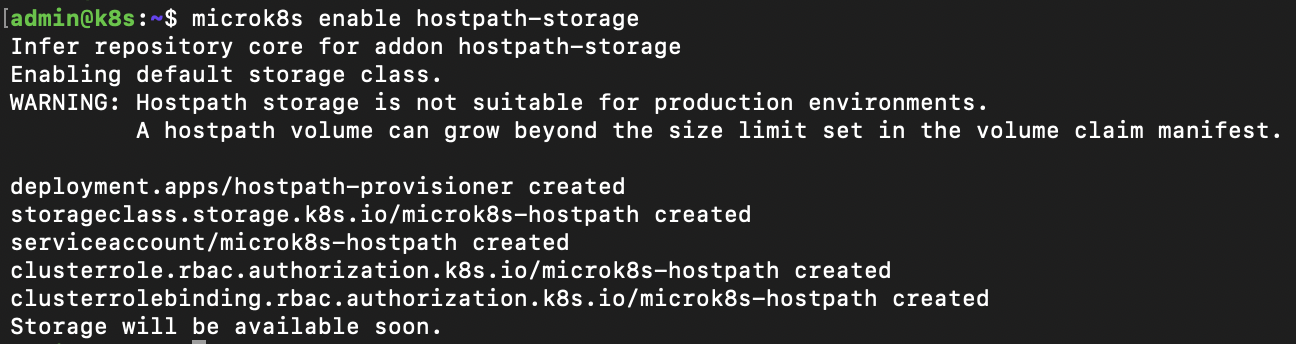 [admin@k8s:~$ microk8s enable hostpath-storage
Infer repository core for addon hostpath-storage
Enabling default storage class.
WARNING: Hostpath storage is not suitable for production environments.
         A hostpath volume can grow beyond the size limit set in the volume claim manifest.

deployment.apps/hostpath-provisioner created
storageclass.storage.k8s.io/microk8s-hostpath created
serviceaccount/microk8s-hostpath created
clusterrole.rbac.authorization.k8s.io/microk8s-hostpath created
clusterrolebinding.rbac.authorization.k8s.io/microk8s-hostpath created
Storage will be available soon.